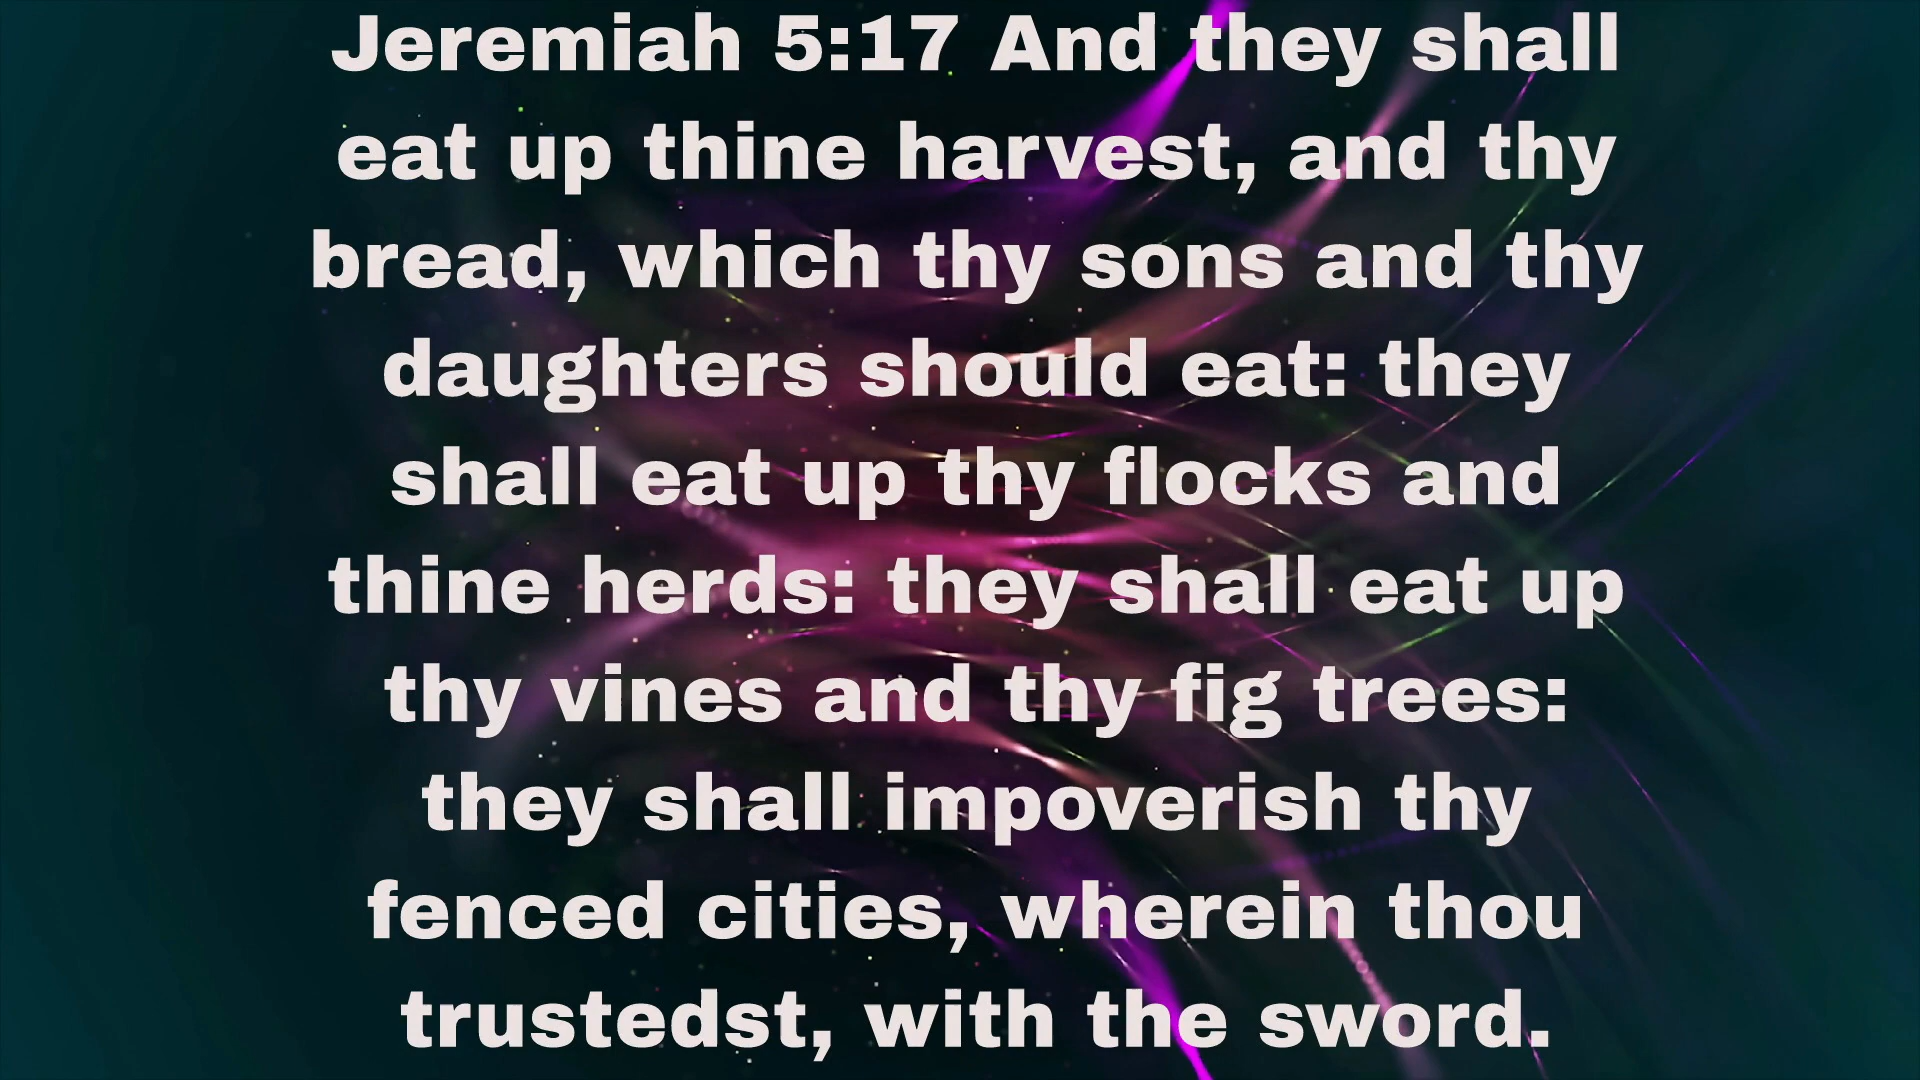 Jeremiah 5:17 And they shall
eat up thine harvest, and thy
bread, which thy sons and thy
daughters should eat: they
shall eat up thy flocks and
thine herds: they shall eat up
thy vines and thy fig trees:
they shall impoverish thy
fenced cities, wherein thou
trustedst, with the sword.